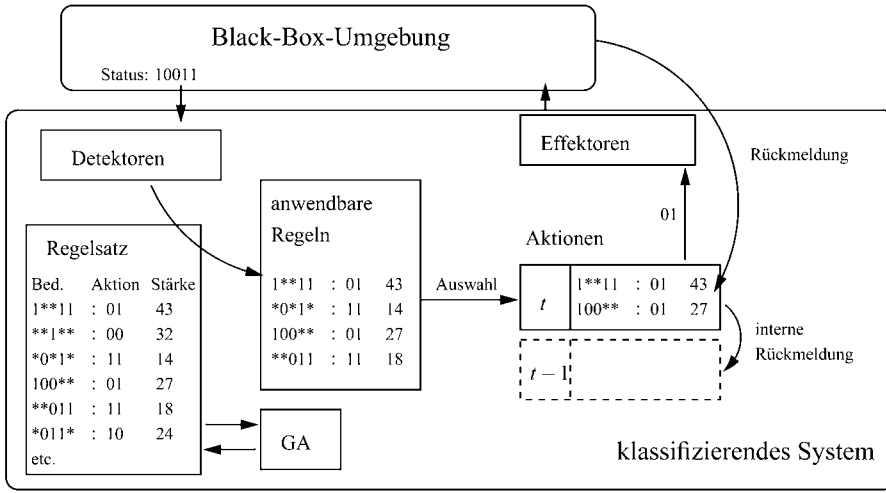 Black-Box-Umgebung
Status: 10011
Detektoren
Effektoren
Rückmeldung
01
anwendbare
Regeln
1**11 : 01 43
*0*1* : 11 14
100** : 01 27
**011 : 11 18
Regelsatz
Bed. Aktion Stärke
1**11 : 01 43
**1** : 00 32
*0*1* : 11 14
100** : 01 27
**011 : 11 18
*011* : 10 24
etc.
Auswahl
Aktionen
t
1**11 : 01 43
100** : 01 27
t − 1
interne
Rückmeldung
GA
klassifizierendes System